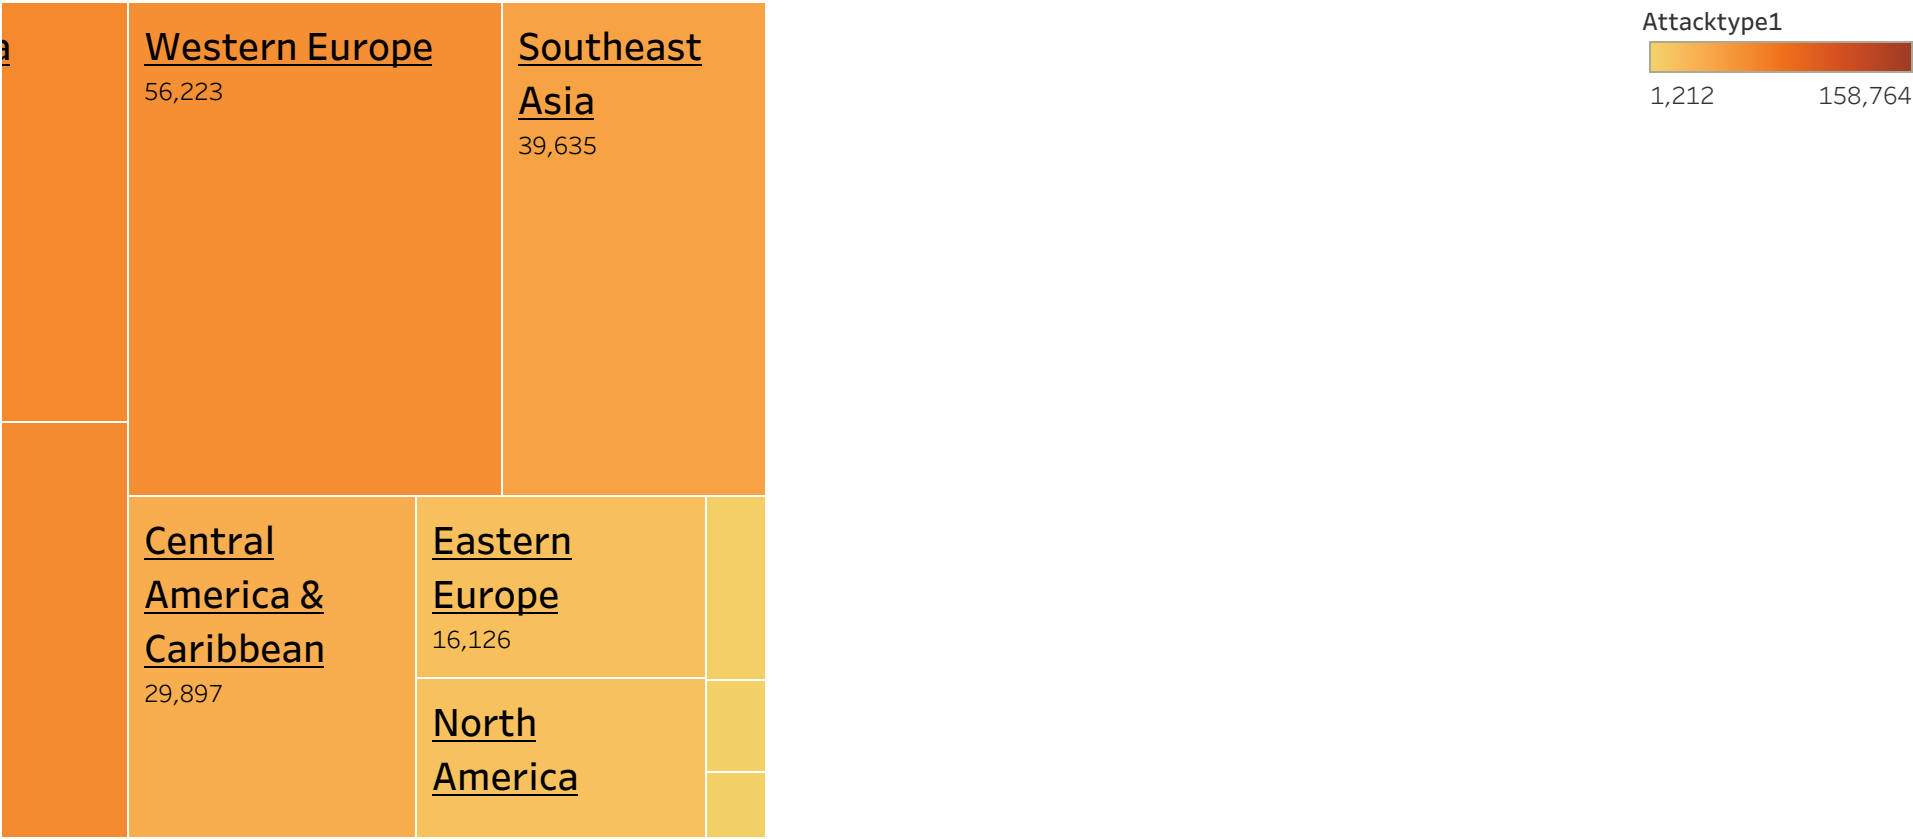 Western Europe
56,223
Southeast
Asia
39,635
Central
America &
Caribbean
29,897
Eastern
Europe
16,126
North
America
Attacktype1
1,212 158,764